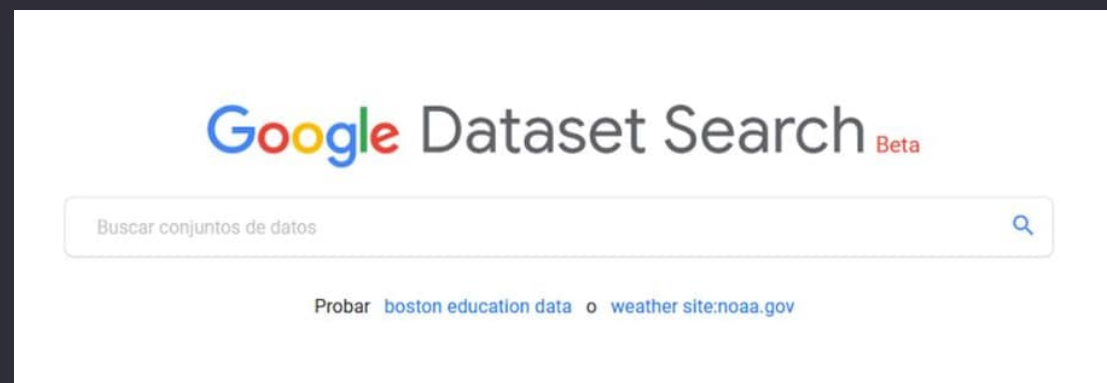 Google Dataset Search Beta
Buscar conjuntos de datos
Probar boston education data o weather site:noaa.gov